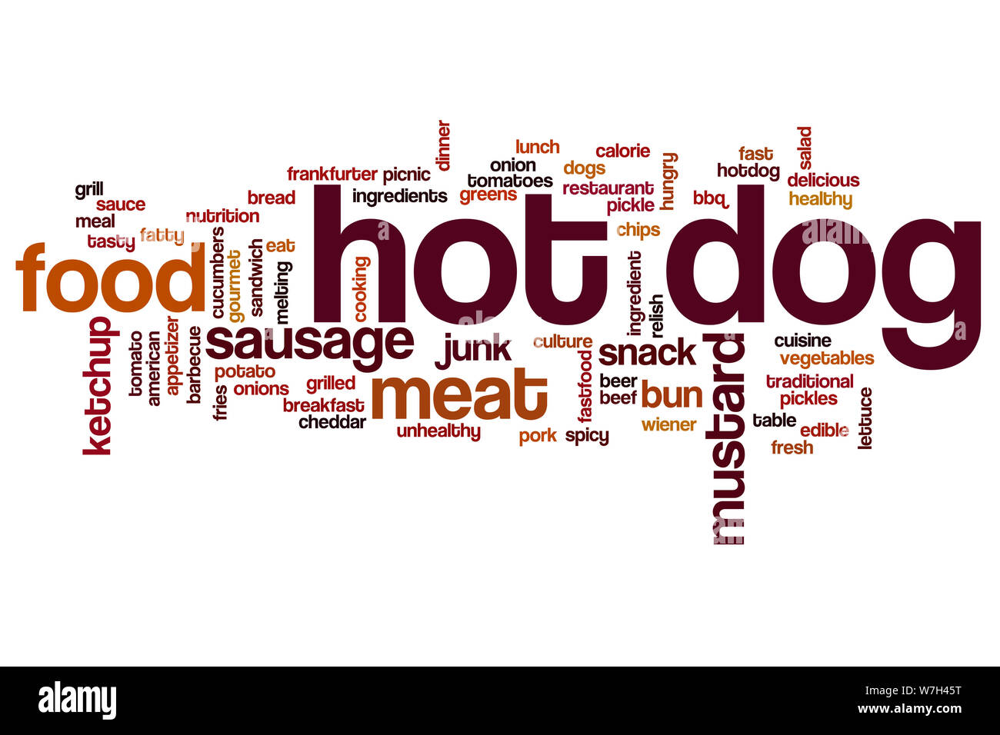 dinner
lunch
calorie
fast
salad
onion
dogs
hungry
hotdog
frankfurter
picnic
tomatoes
restaurant
delicious
grill
bread
ingredients
greens
pickle
bbq
healthy
sauce
nutrition
meal
fatty
tasty
chips
hot dog
food
cucumbers
gourmet
sandwich
eat
melting
cooking
ingredient
relish
ketchup
tomato
american
appetizer
barbecue
sausage
junk
culture
snack
mustard
cuisine
vegetables
potato
onions
fries
grilled
breakfast
cheddar
meat
unhealthy
pork
spicy
fastfood
beer
beef
bun
wiener
traditional
pickles
table
edible
fresh
lettuce
alamy
Image ID: W7H45T
www.alamy.com